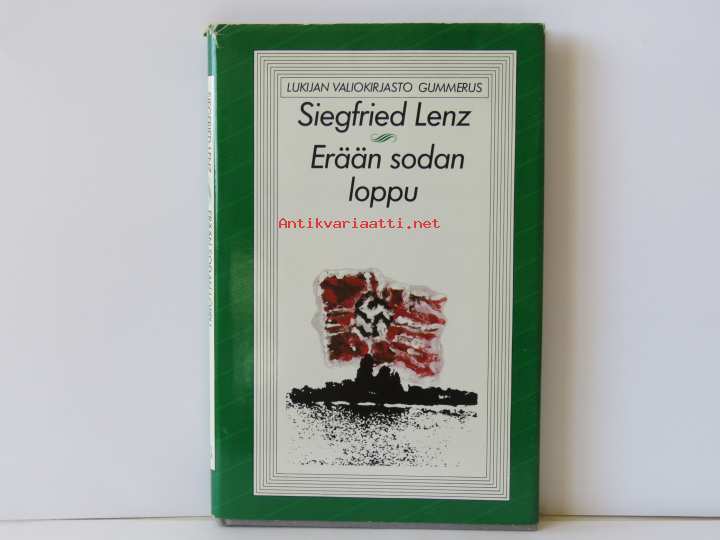 LUKIJAN VALIOKIRJASTO GUMMERUS
Siegfried Lenz
Erään sodan
loppu
Antikvariaatti.net